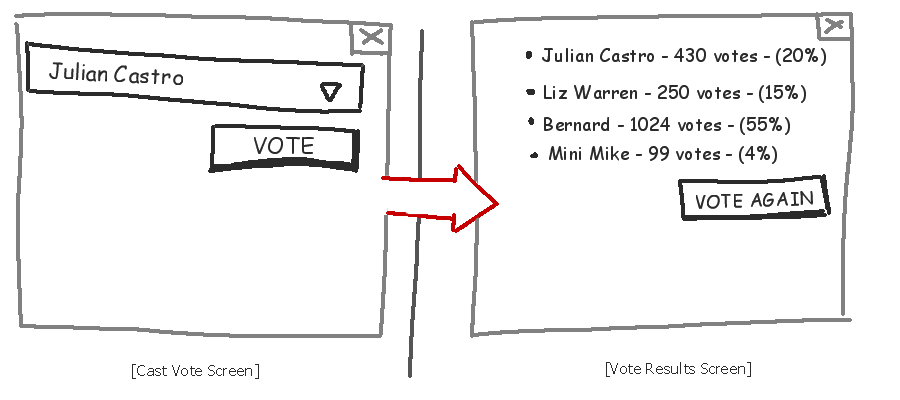 Julian Castro
VOTE
[Cast Vote Screen]
• Julian Castro - 430 votes - (20%)
• Liz Warren - 250 votes - (15%)
• Bernard - 1024 votes - (55%)
• Mini Mike - 99 votes - (4%)
VOTE AGAIN
[Vote Results Screen]